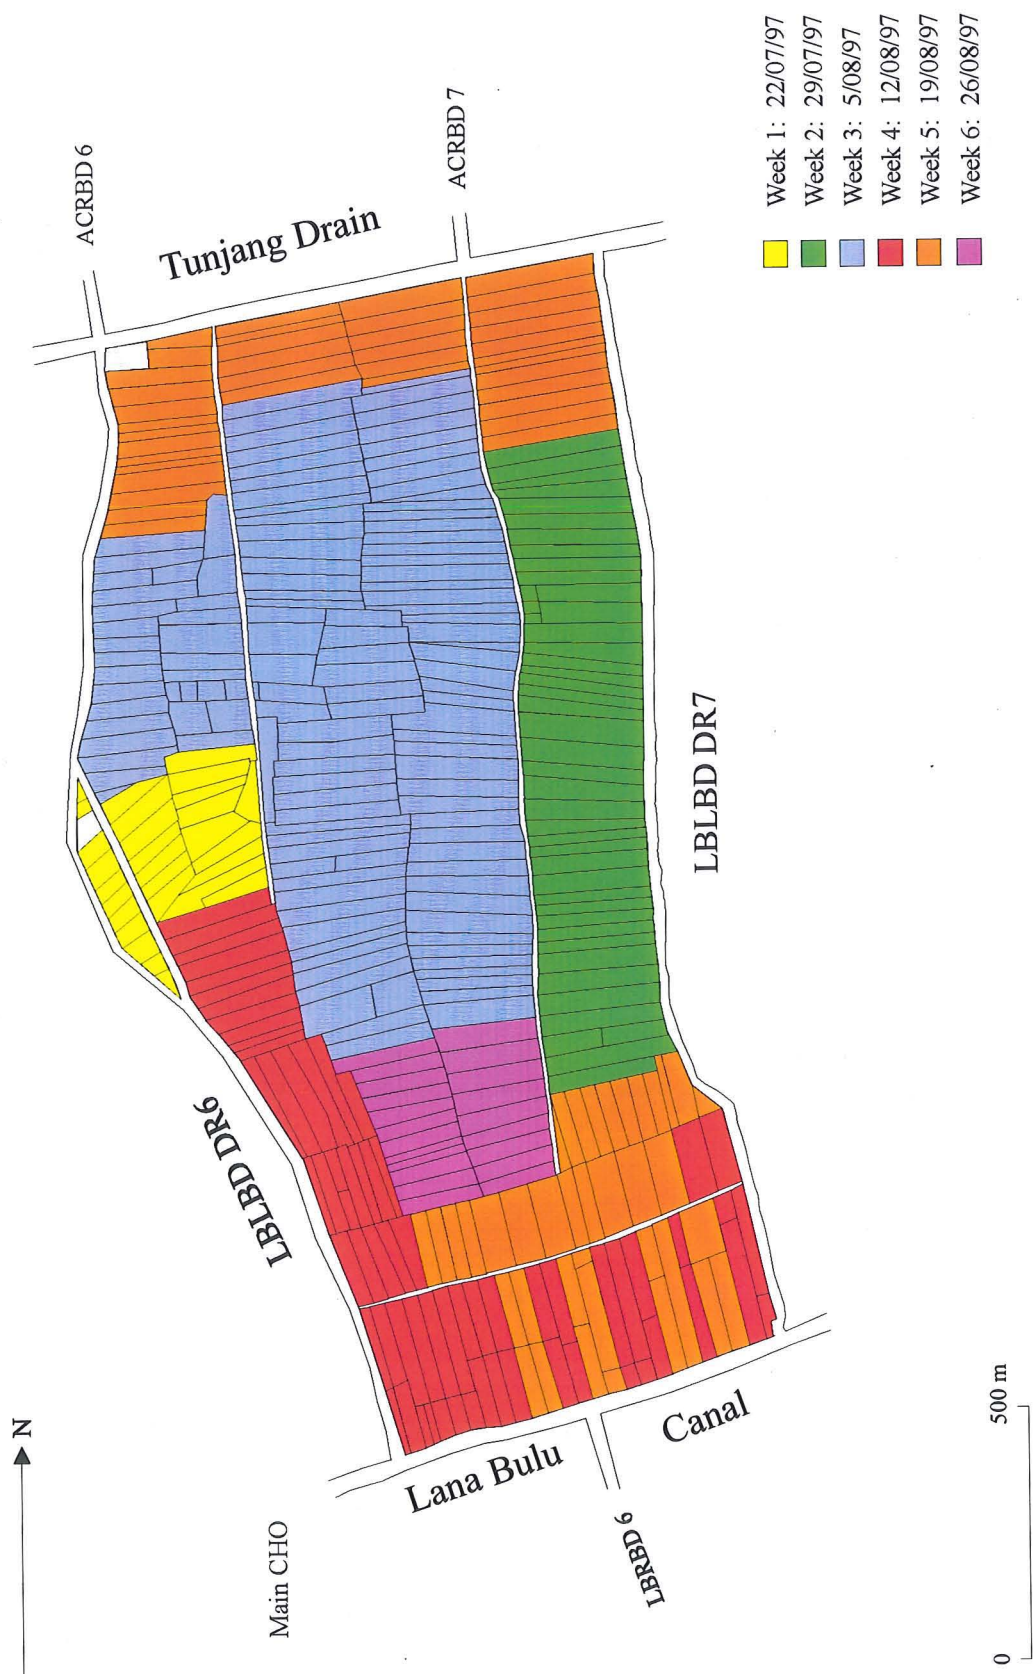 ACRBD 6
ACRBD 7
Tunjang Drain
Week 1: 22/07/97
Week 2: 29/07/97
Week 3: 5/08/97
Week 4: 12/08/97
Week 5: 19/08/97
Week 6: 26/08/97
LBLBD DR7
LBLBD DR6
Lana Bulu Canal
LBRBD 6
Main CHO
N
0 500 m